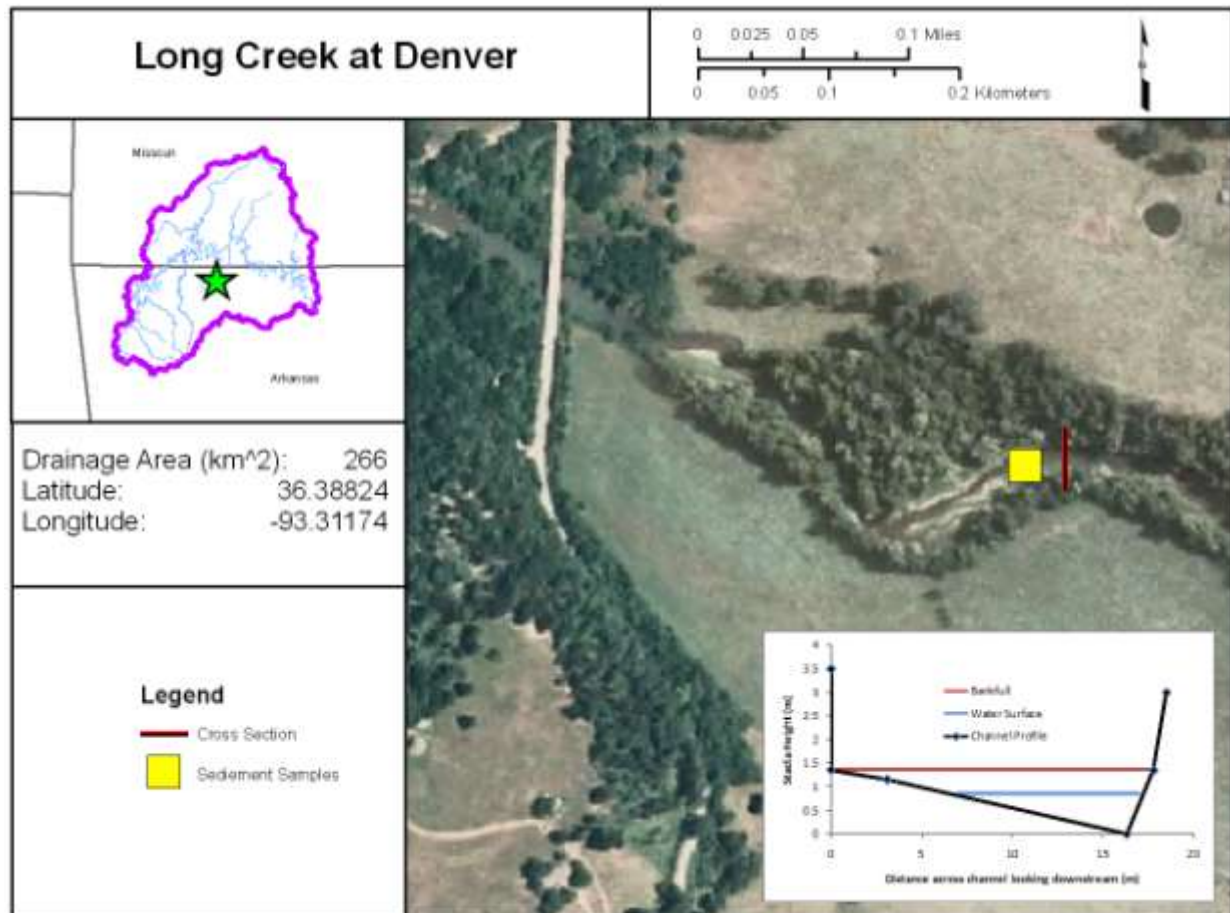 Long Creek at Denver
0 0.025 0.05 0.1 Miles
0 0.05 0.1 0.2 Kilometers
N
Missouri
Arkansas
Drainage Area (km^2): 266
Latitude: 36.38824
Longitude: -93.31174
Legend
Cross Section
Sediement Samples
4
3.5
3
2.5
2
1.5
1
0.5
0
Stadia Height (m)
Bankfull
Water Surface
Channel Profile
0 5 10 15 20
Distance across channel looking downstream (m)